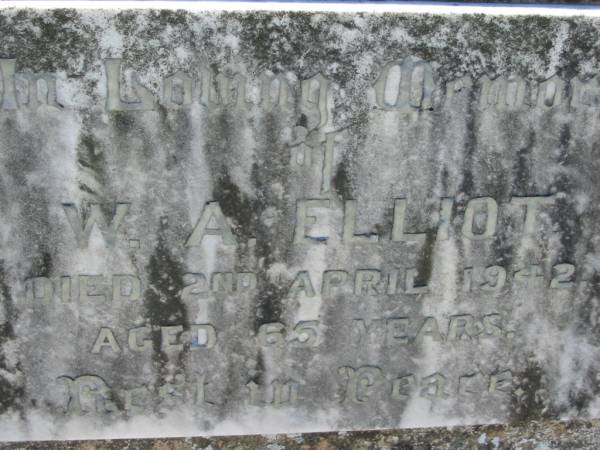 In Loving Memory
of
W. A. ELLIOT.
DIED 2ND APRIL 1942.
AGED 65 YEARS.
Rest in Peace.